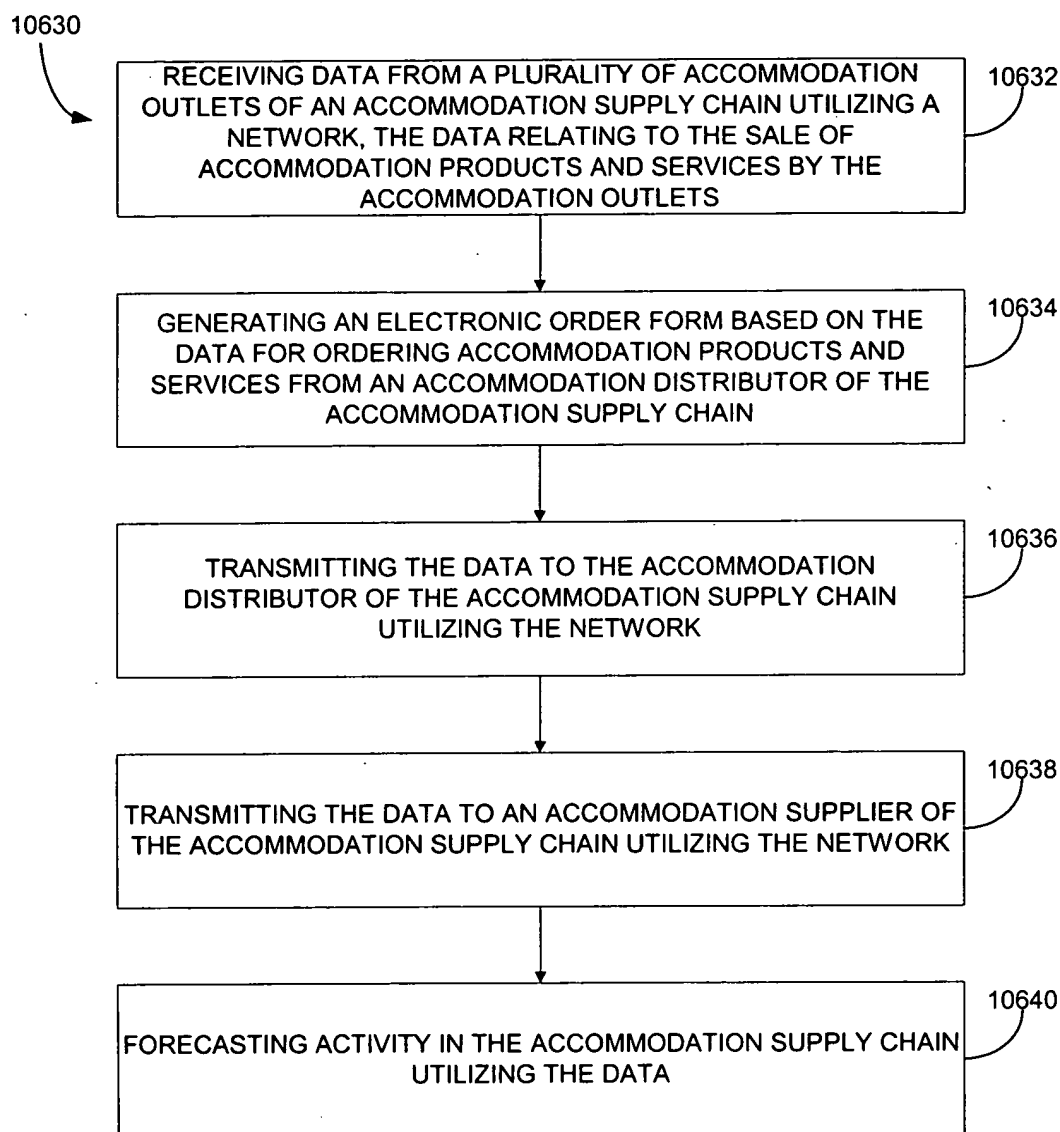 10630
RECEIVING DATA FROM A PLURALITY OF ACCOMMODATION
OUTLETS OF AN ACCOMMODATION SUPPLY CHAIN UTILIZING A
NETWORK, THE DATA RELATING TO THE SALE OF
ACCOMMODATION PRODUCTS AND SERVICES BY THE
ACCOMMODATION OUTLETS
10632
GENERATING AN ELECTRONIC ORDER FORM BASED ON THE
DATA FOR ORDERING ACCOMMODATION PRODUCTS AND
SERVICES FROM AN ACCOMMODATION DISTRIBUTOR OF THE
ACCOMMODATION SUPPLY CHAIN
10634
TRANSMITTING THE DATA TO THE ACCOMMODATION
DISTRIBUTOR OF THE ACCOMMODATION SUPPLY CHAIN
UTILIZING THE NETWORK
10636
TRANSMITTING THE DATA TO AN ACCOMMODATION SUPPLIER OF
THE ACCOMMODATION SUPPLY CHAIN UTILIZING THE NETWORK
10638
FORECASTING ACTIVITY IN THE ACCOMMODATION SUPPLY CHAIN
UTILIZING THE DATA
10640